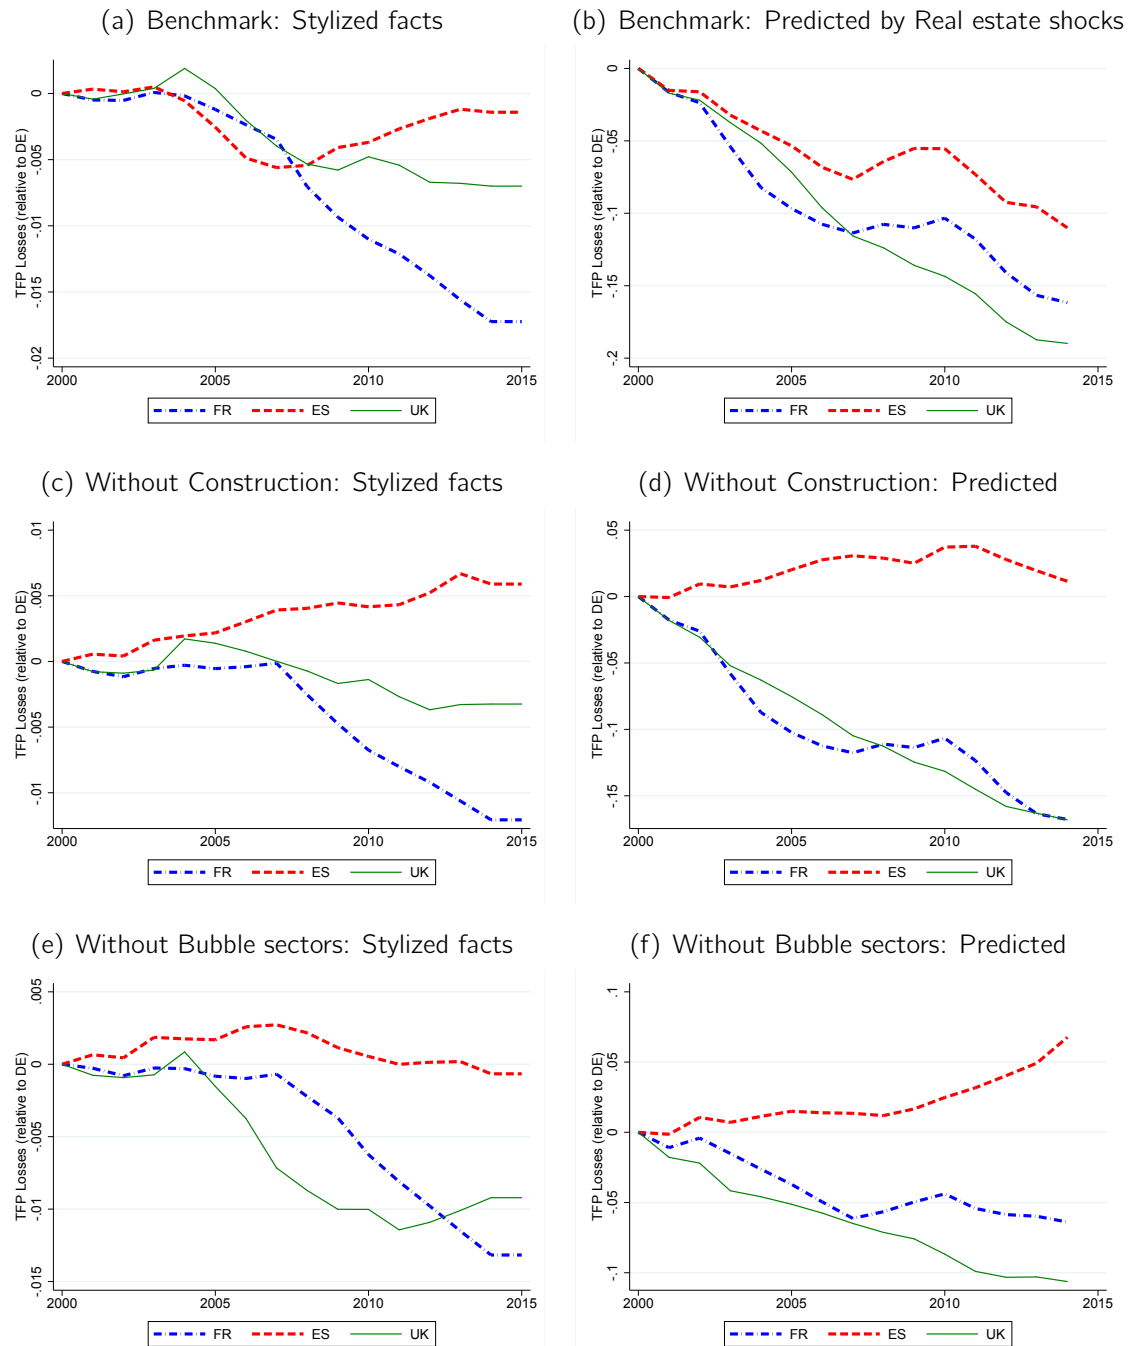 (a) Benchmark: Stylized facts
TFP Losses (relative to DE)
0
-.005
-.01
-.015
-.02
2000
2005
2010
2015
FR
ES
UK
(b) Benchmark: Predicted by Real estate shocks
TFP Losses (relative to DE)
0
-.05
-.1
-.15
-.2
2000
2005
2010
2015
FR
ES
UK
(c) Without Construction: Stylized facts
TFP Losses (relative to DE)
.01
.005
0
-.005
-.01
2000
2005
2010
2015
FR
ES
UK
(d) Without Construction: Predicted
TFP Losses (relative to DE)
.05
0
-.05
-.1
-.15
2000
2005
2010
2015
FR
ES
UK
(e) Without Bubble sectors: Stylized facts
TFP Losses (relative to DE)
.005
0
-.005
-.01
-.015
2000
2005
2010
2015
FR
ES
UK
(f) Without Bubble sectors: Predicted
TFP Losses (relative to DE)
.1
.05
0
-.05
-.1
2000
2005
2010
2015
FR
ES
UK